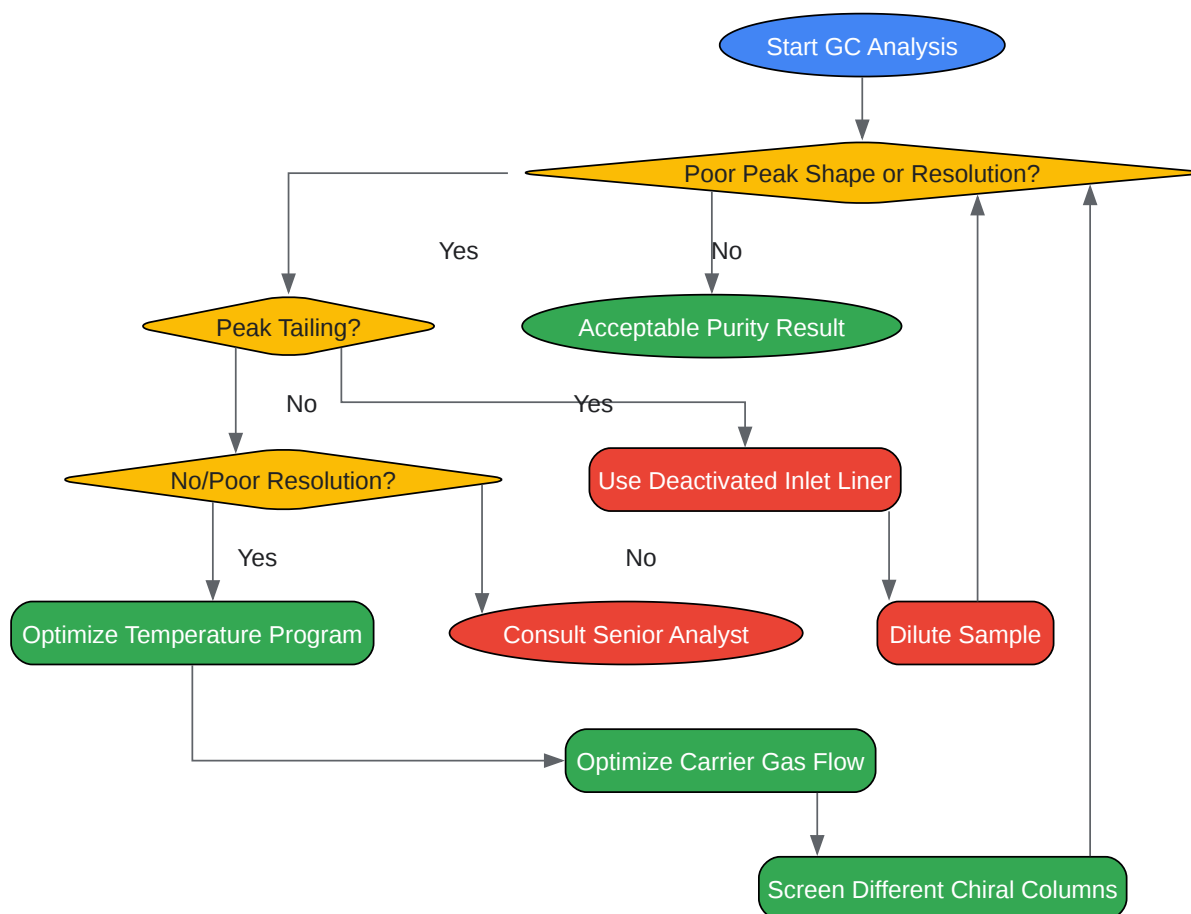 Start GC Analysis
Poor Peak Shape or Resolution?
Yes
No
Peak Tailing?
Acceptable Purity Result
No
Yes
No/Poor Resolution?
Use Deactivated Inlet Liner
Yes
No
Optimize Temperature Program
Consult Senior Analyst
Dilute Sample
Optimize Carrier Gas Flow
Screen Different Chiral Columns